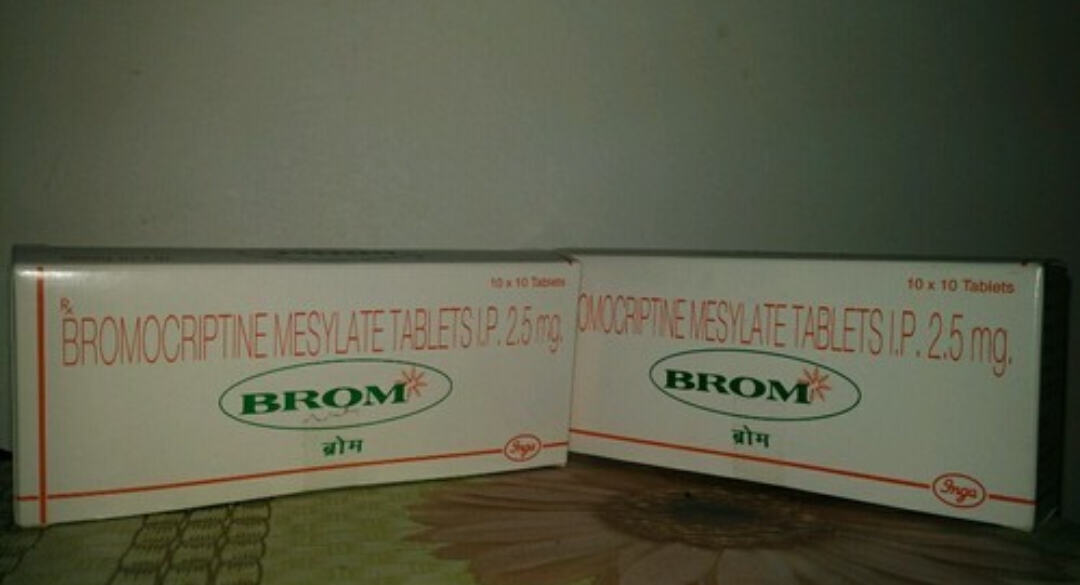 10 x 10 Tablets
Rx
BROMOCRIPTINE MESYLATE TABLETS I.P. 2.5 mg.
BROM
ब्रोम
Inga
10 x 10 Tablets
OMOCRIPTINE MESYLATE TABLETS I.P. 2.5 mg.
BROM
ब्रोम
Inga